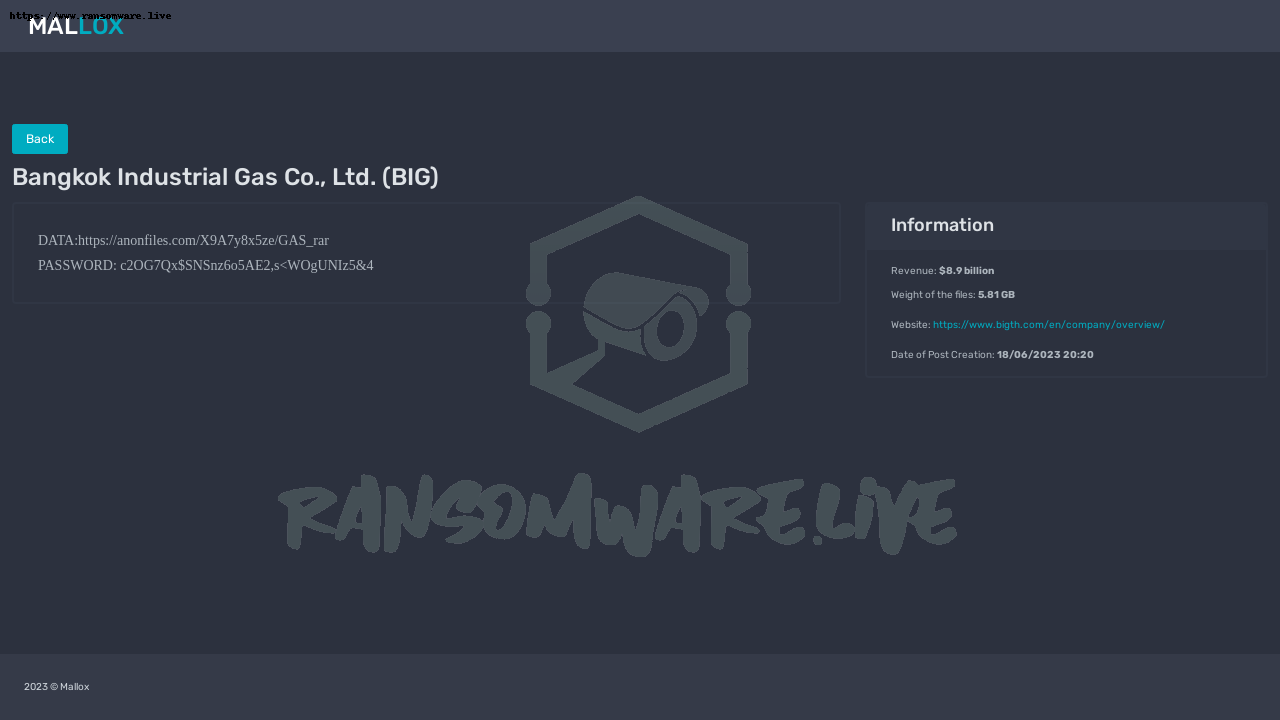 https://www.ransomware.live
MALLOX
Back
Bangkok Industrial Gas Co., Ltd. (BIG)
DATA:https://anonfiles.com/X9A7y8x5ze/GAS_rar
PASSWORD: c2OG7Qx$SNSnz6o5AE2,s<WOgUNIz5&4
Information
Revenue: $8.9 billion
Weight of the files: 5.81 GB
Website: https://www.bigth.com/en/company/overview/
Date of Post Creation: 18/06/2023 20:20
RANSOMWARE.LIVE
2023 © Mallox